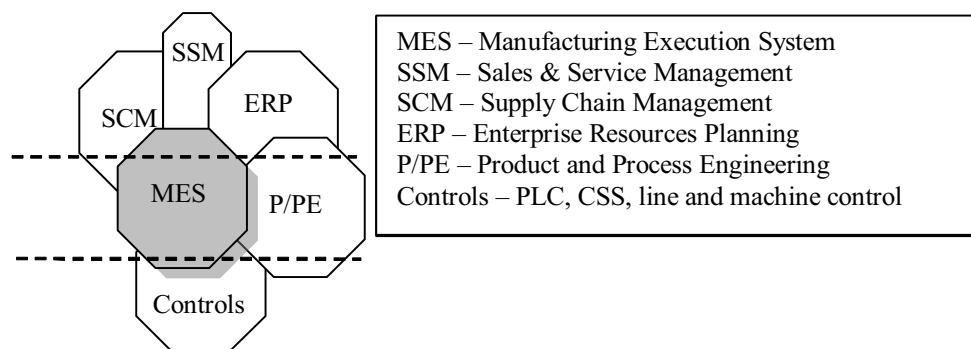 SSM
SCM
ERP
MES
P/PE
Controls
MES – Manufacturing Execution System
SSM – Sales & Service Management
SCM – Supply Chain Management
ERP – Enterprise Resources Planning
P/PE – Product and Process Engineering
Controls – PLC, CSS, line and machine control